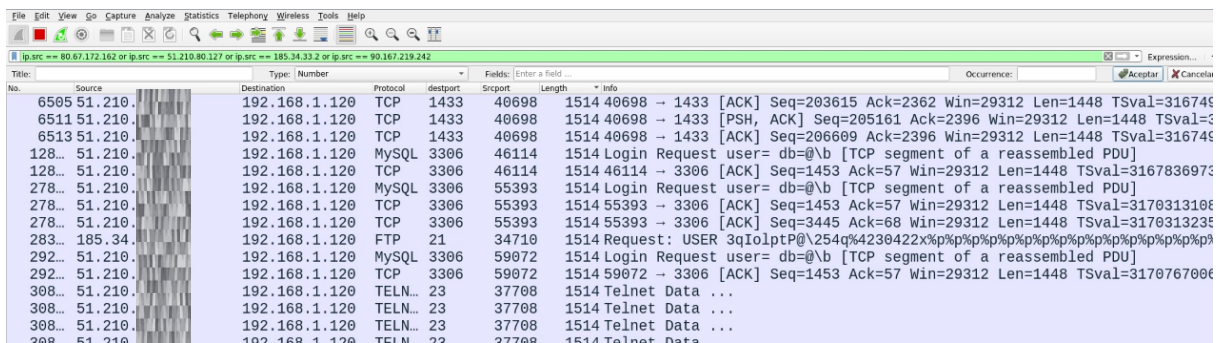 File Edit View Go Capture Analyze Statistics Telephony Wireless Tools Help
ip.src == 80.67.172.162 or ip.src == 51.210.80.127 or ip.src == 185.34.33.2 or ip.src == 90.167.219.242 Expression...
Title: Type: Number Fields: Enter a field ... Occurrence: Aceptar Cancelar
No. Source Destination Protocol destport Srcport Length Info
6505 51.210. 192.168.1.120 TCP 1433 40698 1514 40698 → 1433 [ACK] Seq=203615 Ack=2362 Win=29312 Len=1448 TSval=316749
6511 51.210. 192.168.1.120 TCP 1433 40698 1514 40698 → 1433 [PSH, ACK] Seq=205161 Ack=2396 Win=29312 Len=1448 TSval=3
6513 51.210. 192.168.1.120 TCP 1433 40698 1514 40698 → 1433 [ACK] Seq=206609 Ack=2396 Win=29312 Len=1448 TSval=316749
128… 51.210. 192.168.1.120 MySQL 3306 46114 1514 Login Request user= db=@\b [TCP segment of a reassembled PDU]
128… 51.210. 192.168.1.120 TCP 3306 46114 1514 46114 → 3306 [ACK] Seq=1453 Ack=57 Win=29312 Len=1448 TSval=3167836973
278… 51.210. 192.168.1.120 MySQL 3306 55393 1514 Login Request user= db=@\b [TCP segment of a reassembled PDU]
278… 51.210. 192.168.1.120 TCP 3306 55393 1514 55393 → 3306 [ACK] Seq=1453 Ack=57 Win=29312 Len=1448 TSval=3170313108
278… 51.210. 192.168.1.120 TCP 3306 55393 1514 55393 → 3306 [ACK] Seq=3445 Ack=68 Win=29312 Len=1448 TSval=3170313235
283… 185.34. 192.168.1.120 FTP 21 34710 1514 Request: USER 3qIolptP@\254q%4230422x%p%p%p%p%p%p%p%p%p%p%p%p%p%p%
292… 51.210. 192.168.1.120 MySQL 3306 59072 1514 Login Request user= db=@\b [TCP segment of a reassembled PDU]
292… 51.210. 192.168.1.120 TCP 3306 59072 1514 59072 → 3306 [ACK] Seq=1453 Ack=57 Win=29312 Len=1448 TSval=3170767006
308… 51.210. 192.168.1.120 TELN… 23 37708 1514 Telnet Data ...
308… 51.210. 192.168.1.120 TELN… 23 37708 1514 Telnet Data ...
308… 51.210. 192.168.1.120 TELN… 23 37708 1514 Telnet Data ...
308… 51.210. 192.168.1.120 TELN… 23 37708 1514 Telnet Data